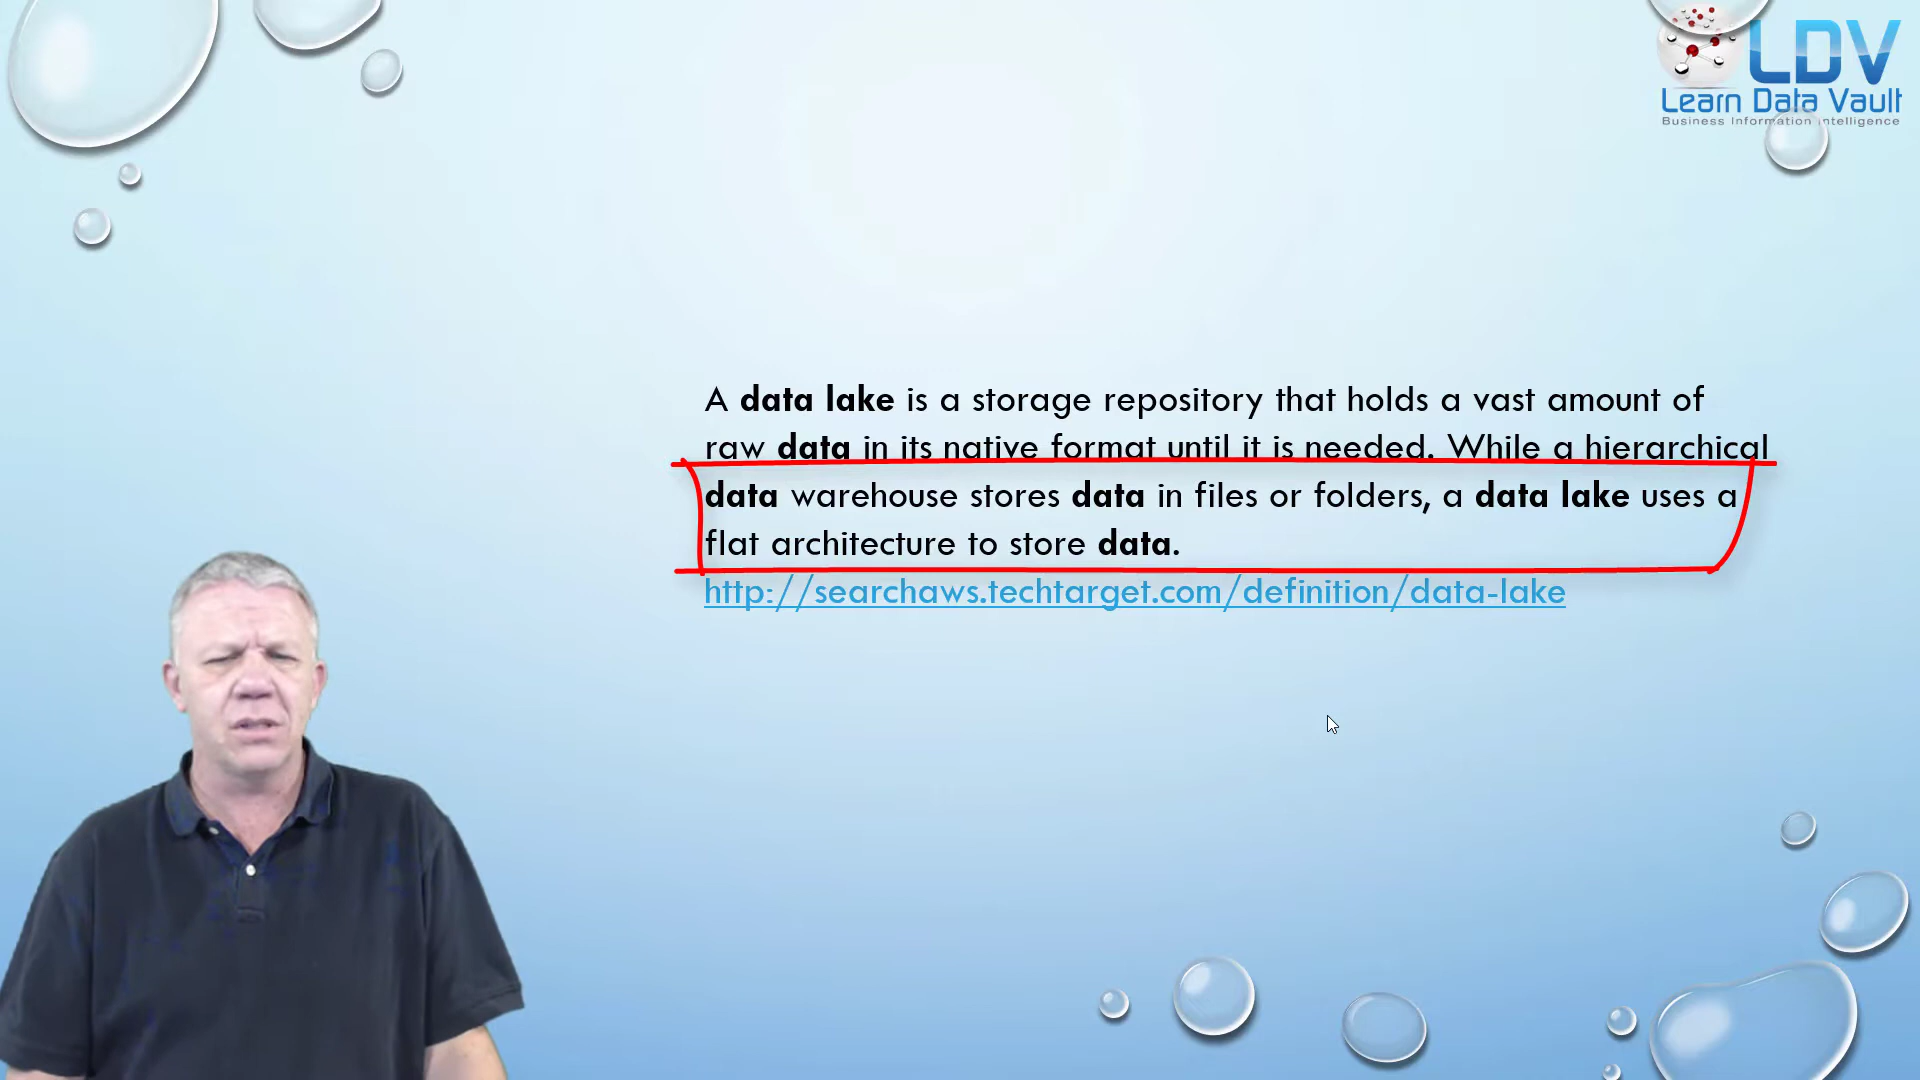 LDV
Learn Data Vault
Business Information Intelligence
A data lake is a storage repository that holds a vast amount of
raw data in its native format until it is needed. While a hierarchical
data warehouse stores data in files or folders, a data lake uses a
flat architecture to store data.
http://searchaws.techtarget.com/definition/data-lake